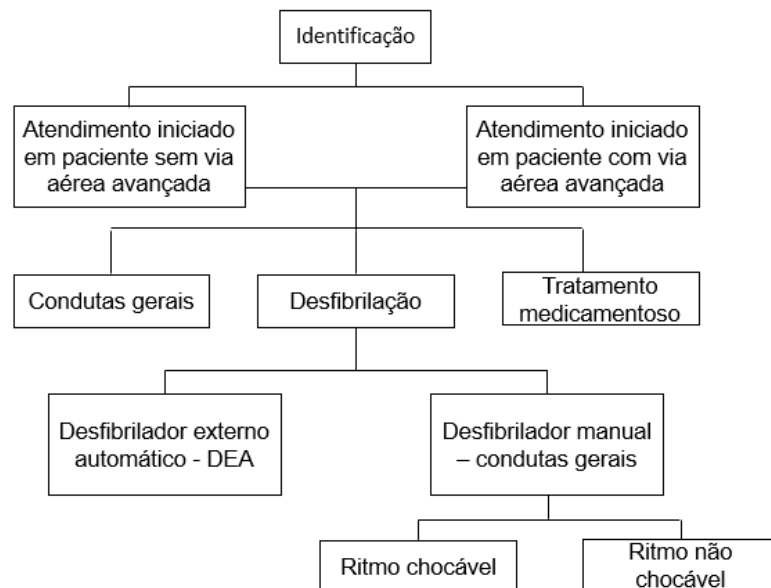 Identificação
Atendimento iniciado
em paciente sem via
aérea avançada
Atendimento iniciado
em paciente com via
aérea avançada
Condutas gerais
Desfibrilação
Tratamento
medicamentoso
Desfibrilador externo
automático - DEA
Desfibrilador manual
– condutas gerais
Ritmo chocável
Ritmo não
chocável